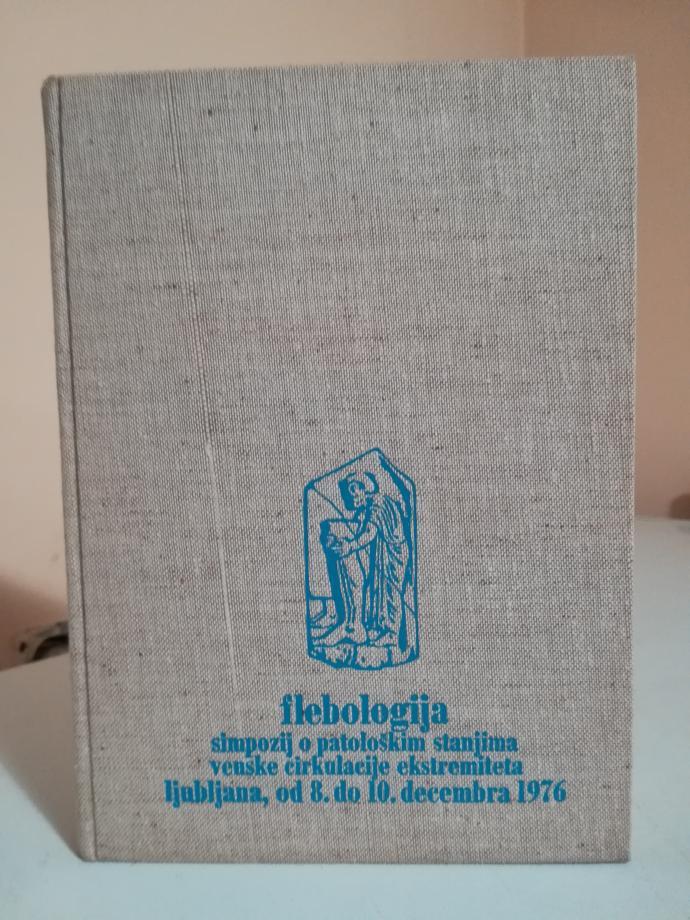 flebologija
simpozij o patološkim stanjima
venske cirkulacije ekstremiteta
ljubljana, od 8. do 10. decembra 1976